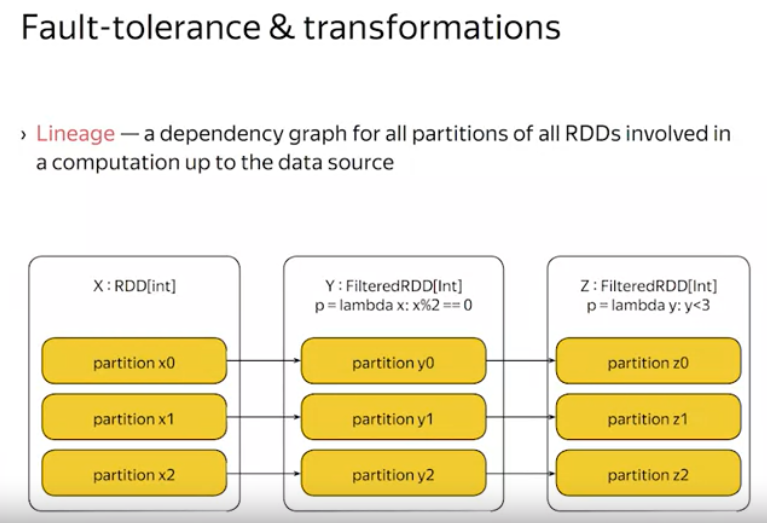 Fault-tolerance & transformations
› Lineage — a dependency graph for all partitions of all RDDs involved in
a computation up to the data source
X : RDD[int]
Y : FilteredRDD[Int]
p = lambda x: x%2 == 0
Z : FilteredRDD[Int]
p = lambda y: y<3
partition x0
partition y0
partition z0
partition x1
partition y1
partition z1
partition x2
partition y2
partition z2